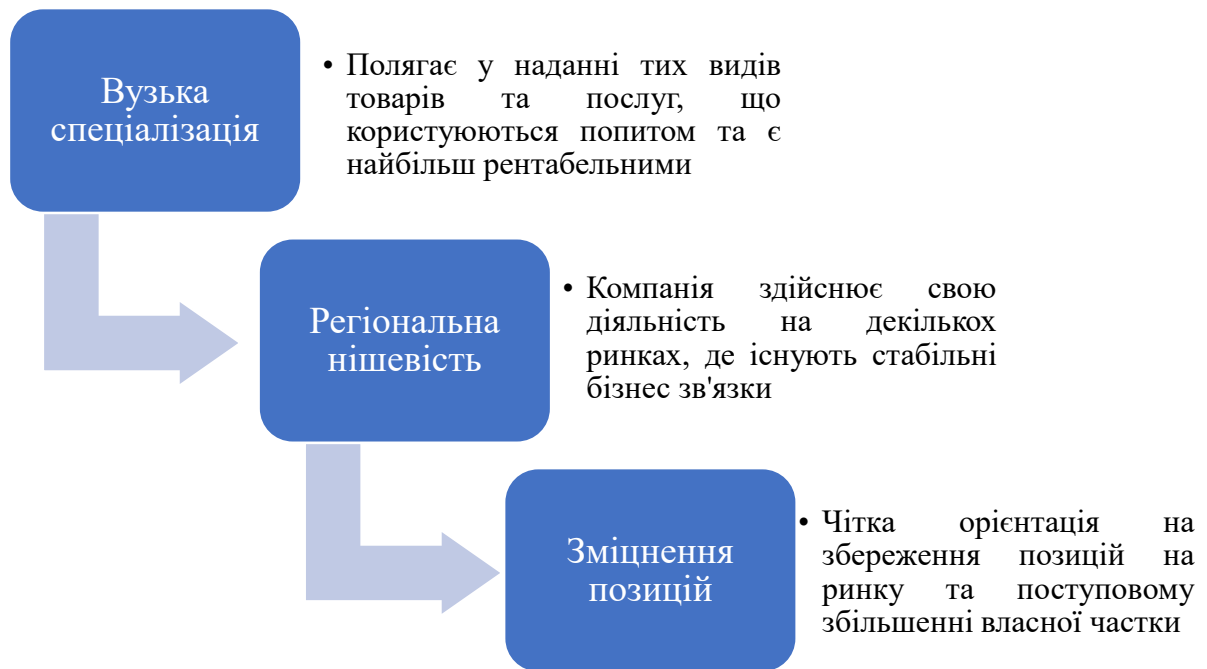 Вузька
спеціалізація
• Полягає у наданні тих видів
товарів та послуг, що
користуюються попитом та є
найбільш рентабельними
Регіональна
нішевість
• Компанія здійснює свою
діяльність на декількох
ринках, де існують стабільні
бізнес зв'язки
Зміцнення
позицій
• Чітка орієнтація на
збереження позицій на
ринку та поступовому
збільшенні власної частки